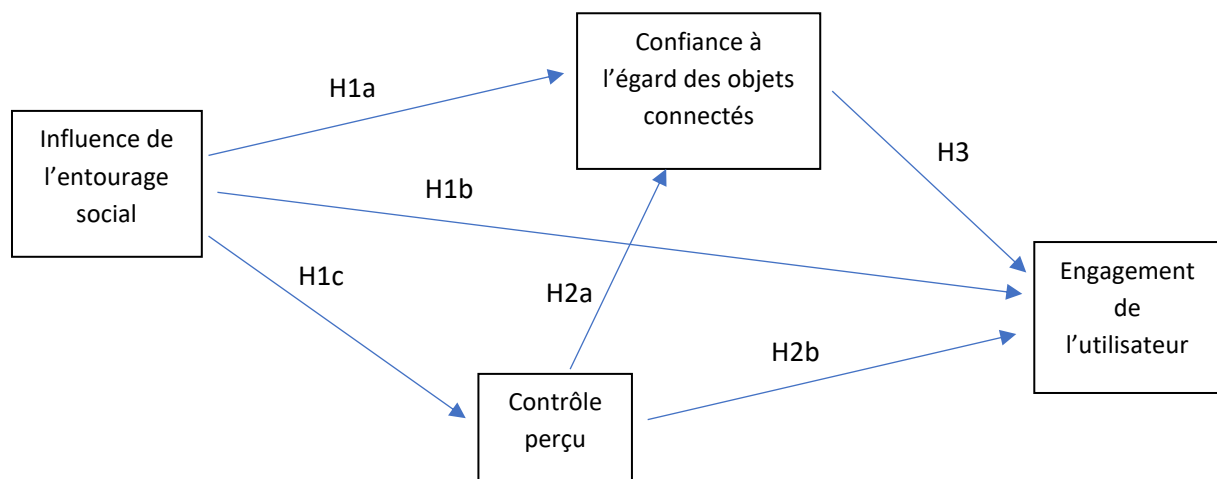 Confiance à
l’égard des objets
connectés
H1a
H3
Influence de
l’entourage
social
H1b
H1c
H2a
Engagement
de
l’utilisateur
H2b
Contrôle
perçu